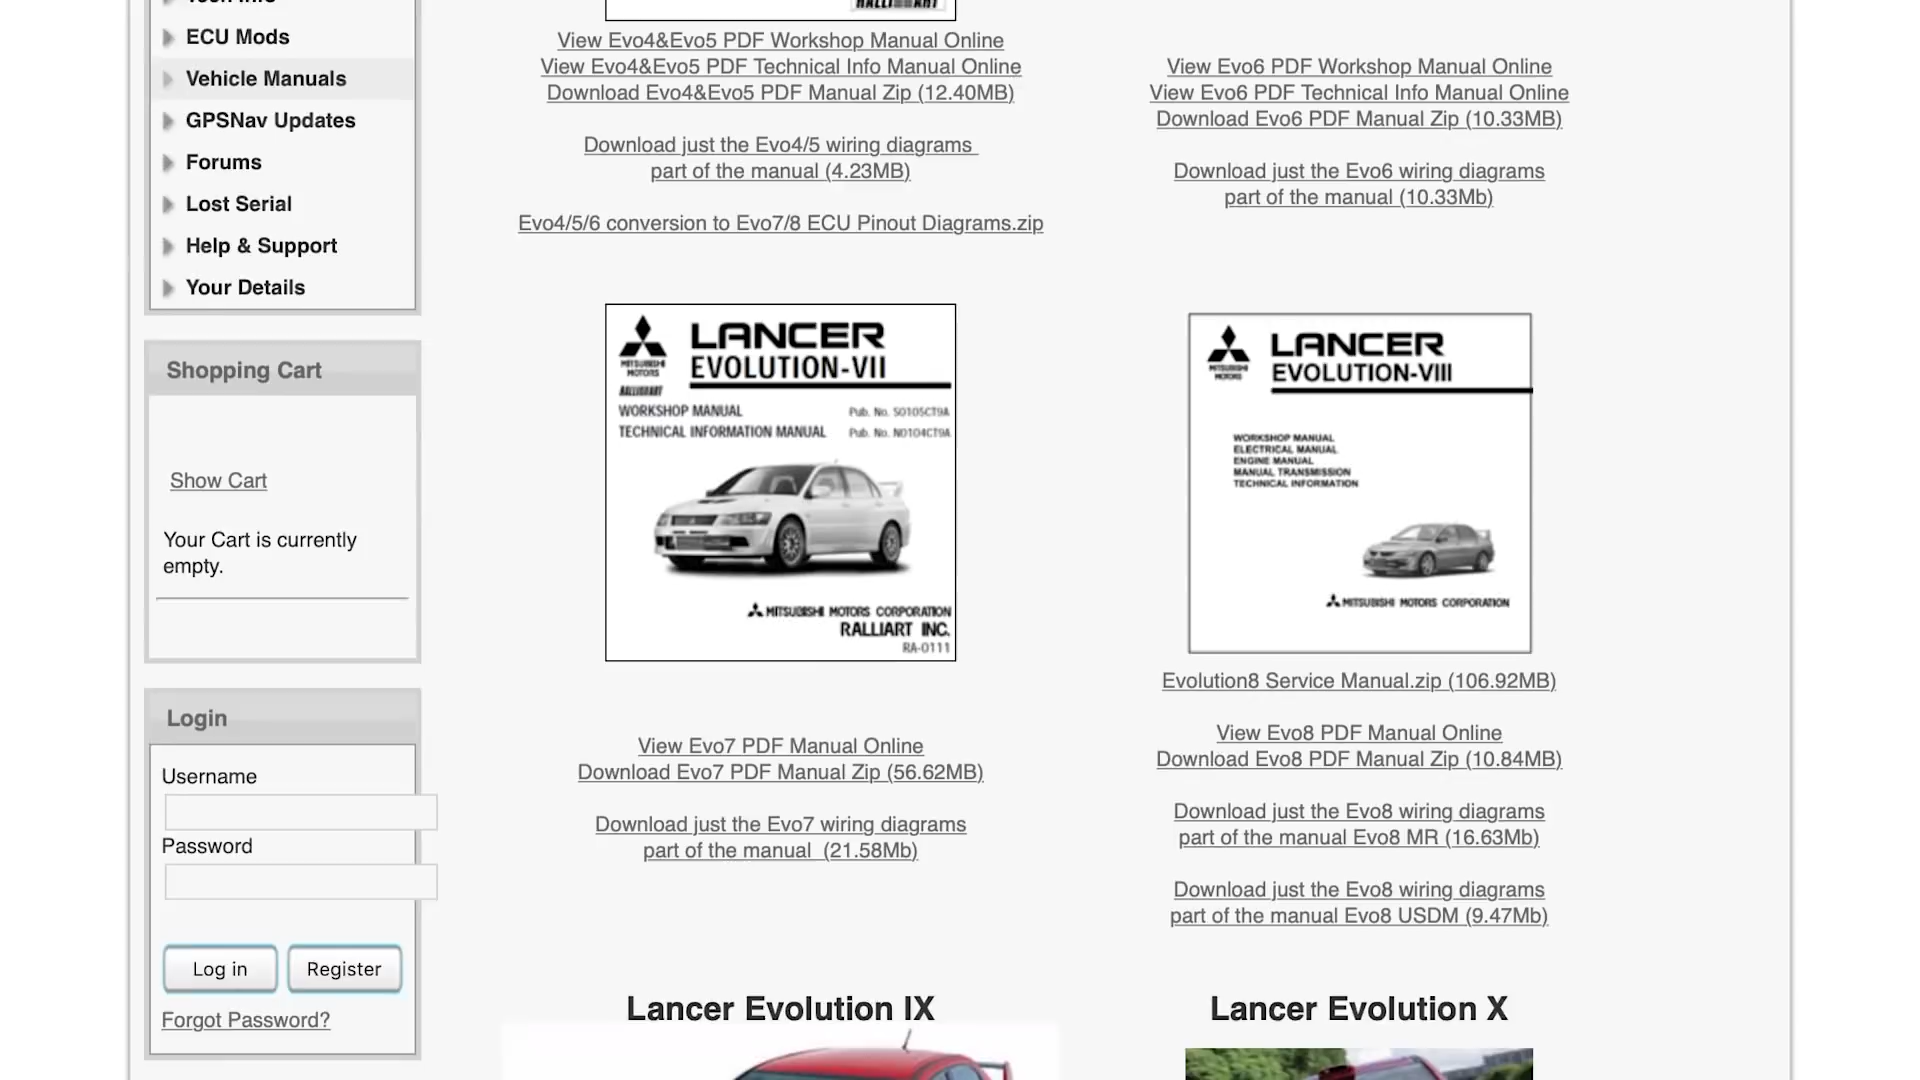 ECU Mods
Vehicle Manuals
GPSNav Updates
Forums
Lost Serial
Help & Support
Your Details
Shopping Cart
Show Cart
Your Cart is currently
empty.
Login
Username
Password
Log in
Register
Forgot Password?
View Evo4&Evo5 PDF Workshop Manual Online
View Evo4&Evo5 PDF Technical Info Manual Online
Download Evo4&Evo5 PDF Manual Zip (12.40MB)
Download just the Evo4/5 wiring diagrams
part of the manual (4.23MB)
Evo4/5/6 conversion to Evo7/8 ECU Pinout Diagrams.zip
View Evo6 PDF Workshop Manual Online
View Evo6 PDF Technical Info Manual Online
Download Evo6 PDF Manual Zip (10.33MB)
Download just the Evo6 wiring diagrams
part of the manual (10.33Mb)
LANCER
EVOLUTION-VII
MITSUBISHI
MOTORS
RALLIART
WORKSHOP MANUAL Pub. No. S0105CT9A
TECHNICAL INFORMATION MANUAL Pub. No. N0104CT9A
MITSUBISHI MOTORS CORPORATION
RALLIART INC.
RA-0111
View Evo7 PDF Manual Online
Download Evo7 PDF Manual Zip (56.62MB)
Download just the Evo7 wiring diagrams
part of the manual (21.58Mb)
LANCER
EVOLUTION-VIII
MITSUBISHI
MOTORS
WORKSHOP MANUAL
ELECTRICAL MANUAL
ENGINE MANUAL
MANUAL TRANSMISSION
TECHNICAL INFORMATION
MITSUBISHI MOTORS CORPORATION
Evolution8 Service Manual.zip (106.92MB)
View Evo8 PDF Manual Online
Download Evo8 PDF Manual Zip (10.84MB)
Download just the Evo8 wiring diagrams
part of the manual Evo8 MR (16.63Mb)
Download just the Evo8 wiring diagrams
part of the manual Evo8 USDM (9.47Mb)
Lancer Evolution IX
Lancer Evolution X